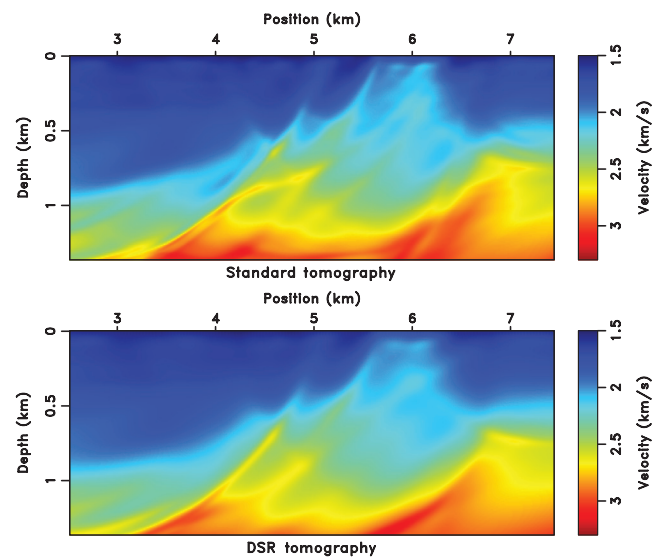 Position (km)
3 4 5 6 7
0
0.5
1
Depth (km)
1.5
2
2.5
3
Velocity (km/s)
Standard tomography
Position (km)
3 4 5 6 7
0
0.5
1
Depth (km)
1.5
2
2.5
3
Velocity (km/s)
DSR tomography